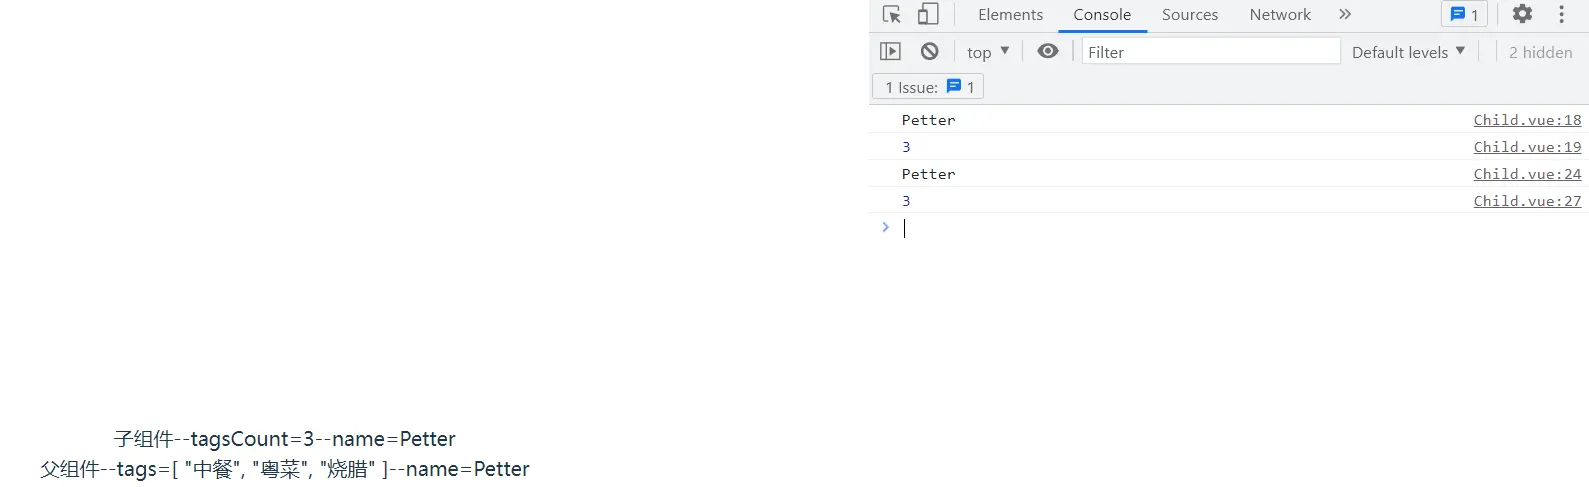 Elements Console Sources Network 1
top Filter Default levels 2 hidden
1 Issue: 1
Petter Child.vue:18
3 Child.vue:19
Petter Child.vue:24
3 Child.vue:27
子组件--tagsCount=3--name=Petter
父组件--tags=[ "中餐", "粤菜", "烧腊" ]--name=Petter